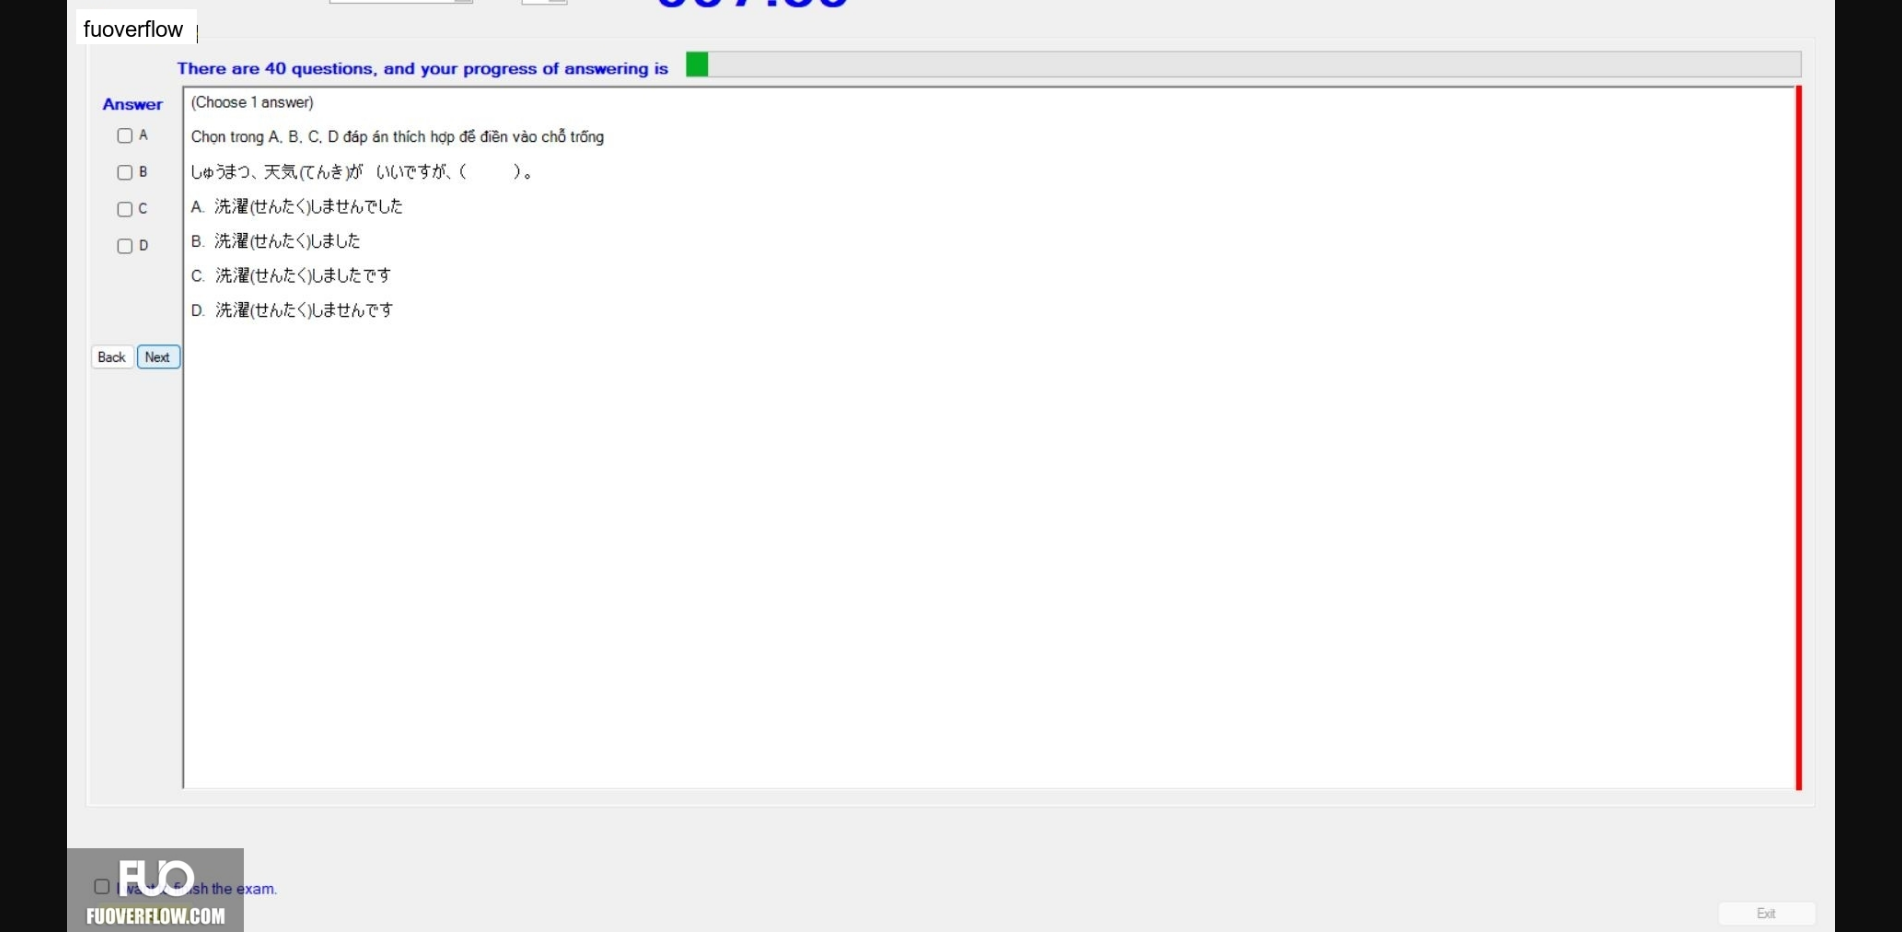 fuoverflow
There are 40 questions, and your progress of answering is
Answer
(Choose 1 answer)
A
Chọn trong A, B, C, D đáp án thích hợp để điền vào chỗ trống
B
しゅうまつ、天気(てんき)が いいですが、( )。
C
A. 洗濯(せんたく)しませんでした
D
B. 洗濯(せんたく)しました
C. 洗濯(せんたく)しましたです
D. 洗濯(せんたく)しませんです
Back Next
FUO
finish the exam.
FUOVERFLOW.COM
Exit